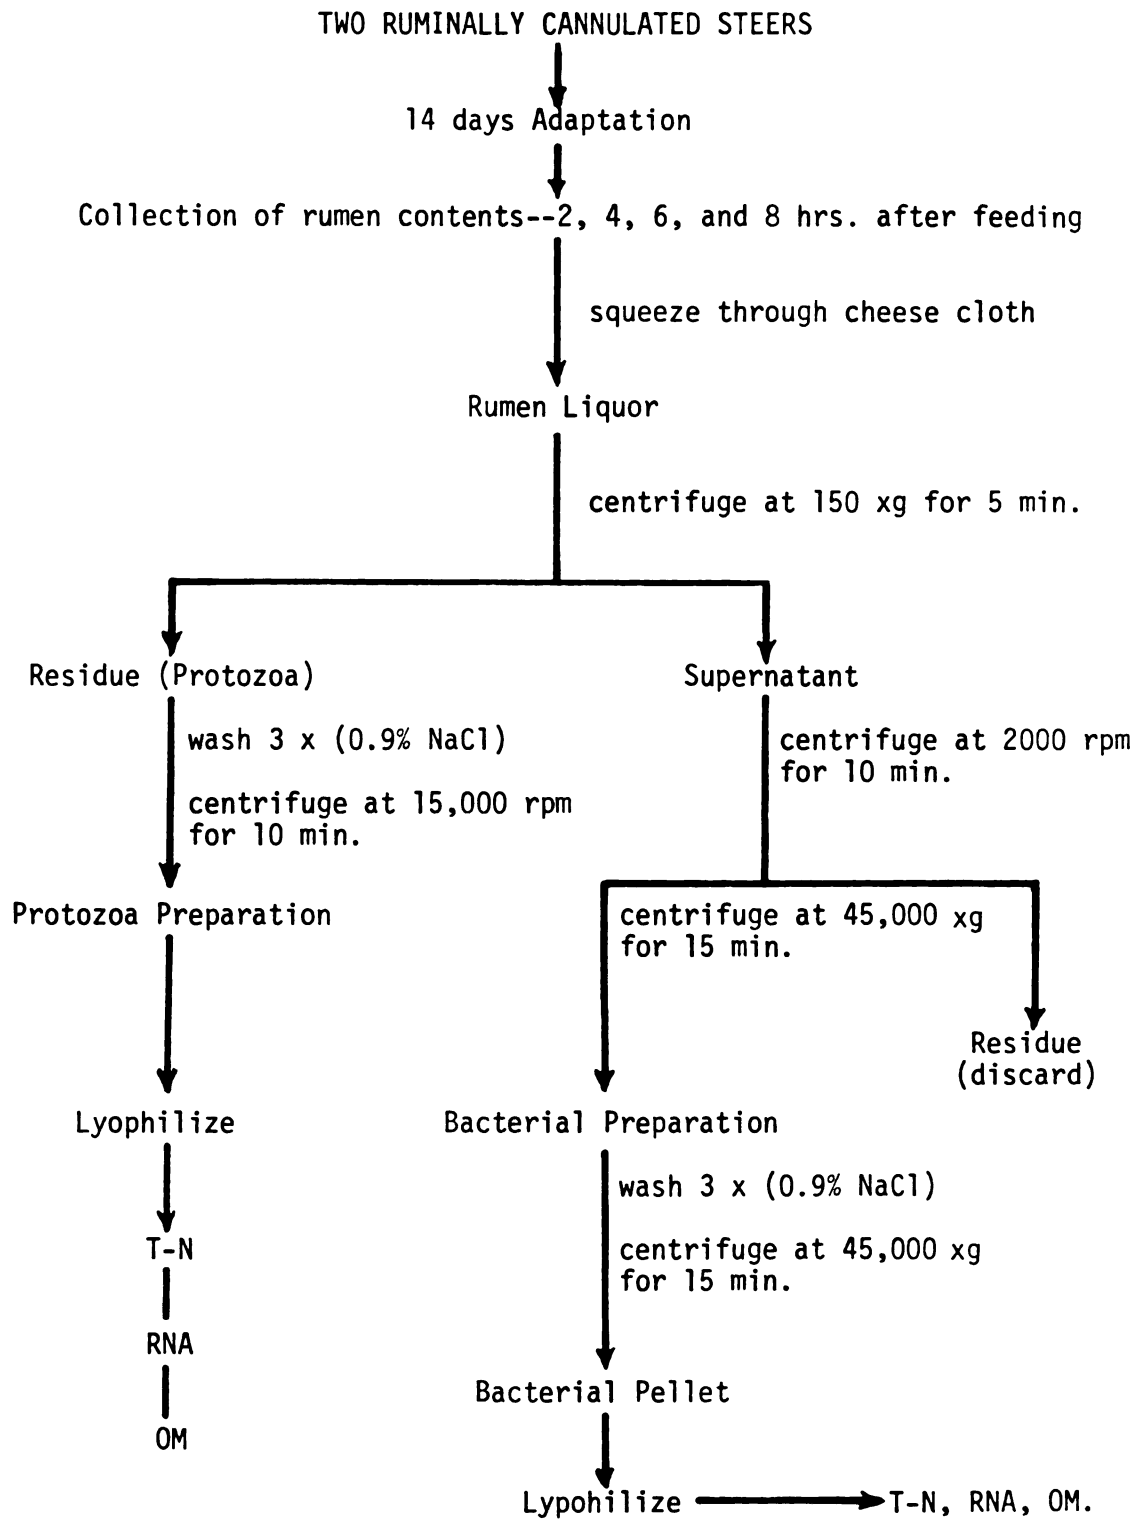 TWO RUMINALLY CANNULATED STEERS
14 days Adaptation
Collection of rumen contents--2, 4, 6, and 8 hrs. after feeding
squeeze through cheese cloth
Rumen Liquor
centrifuge at 150 xg for 5 min.
Residue (Protozoa)
wash 3 x (0.9% NaCl)
centrifuge at 15,000 rpm
for 10 min.
Protozoa Preparation
Lyophilize
T-N
RNA
OM
Supernatant
centrifuge at 2000 rpm
for 10 min.
centrifuge at 45,000 xg
for 15 min.
Residue
(discard)
Bacterial Preparation
wash 3 x (0.9% NaCl)
centrifuge at 45,000 xg
for 15 min.
Bacterial Pellet
Lypohilize
T-N, RNA, OM.